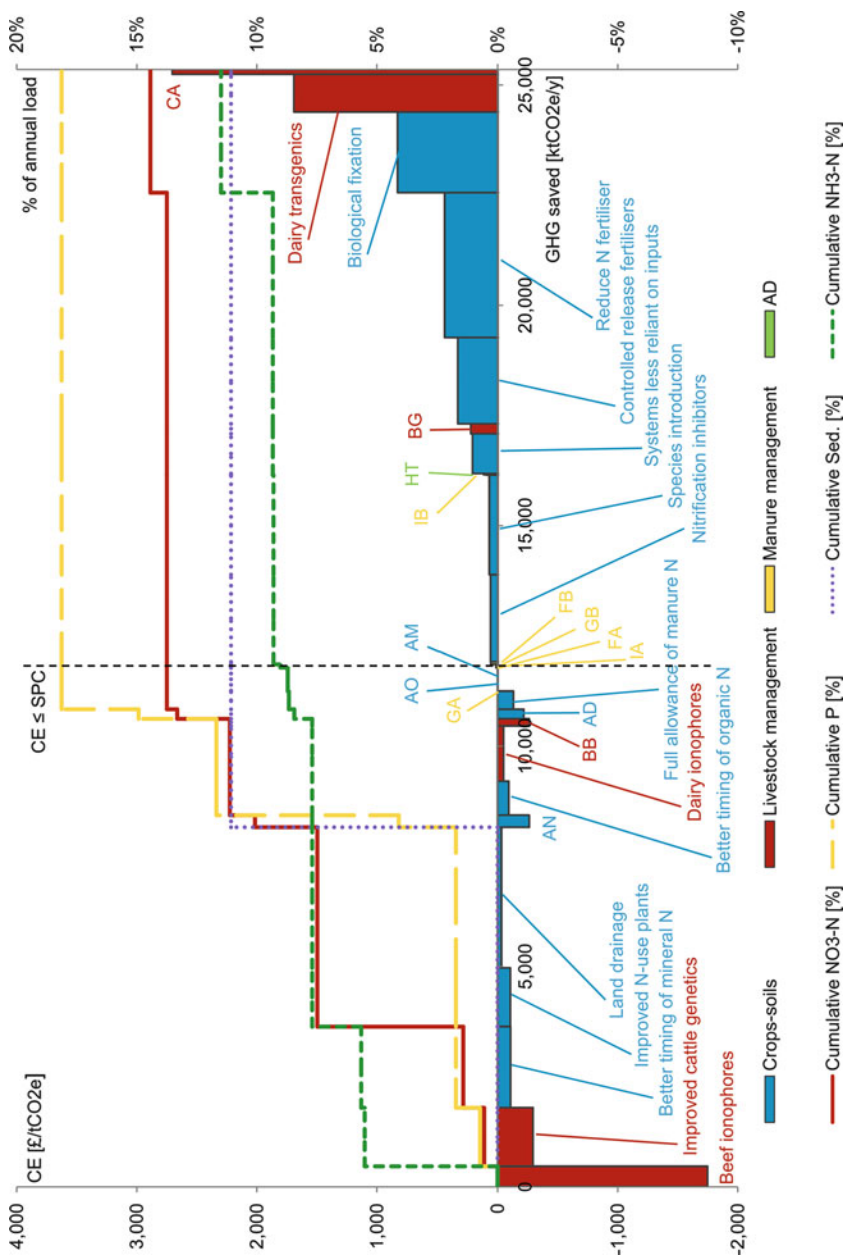 CE [£/tCO2e]
CE ≤ SPC
% of annual load
4,000
3,000
2,000
1,000
0
-1,000
-2,000
20%
15%
10%
5%
0%
-5%
-10%
0
5,000
10,000
15,000
20,000
25,000
GHG saved [ktCO2e/y]
Beef ionophores
Improved cattle genetics
Better timing of mineral N
Improved N-use plants
Land drainage
AN
Better timing of organic N
Dairy ionophores
BB
AD
Full allowance of manure N
GA
AO
AM
IA
FA
GB
FB
Nitrification inhibitors
Species introduction
IB
HT
Systems less reliant on inputs
BG
Controlled release fertilisers
Reduce N fertiliser
Biological fixation
Dairy transgenics
CA
Crops-soils
Livestock management
Manure management
AD
Cumulative NO3-N [%]
Cumulative P [%]
Cumulative Sed. [%]
Cumulative NH3-N [%]